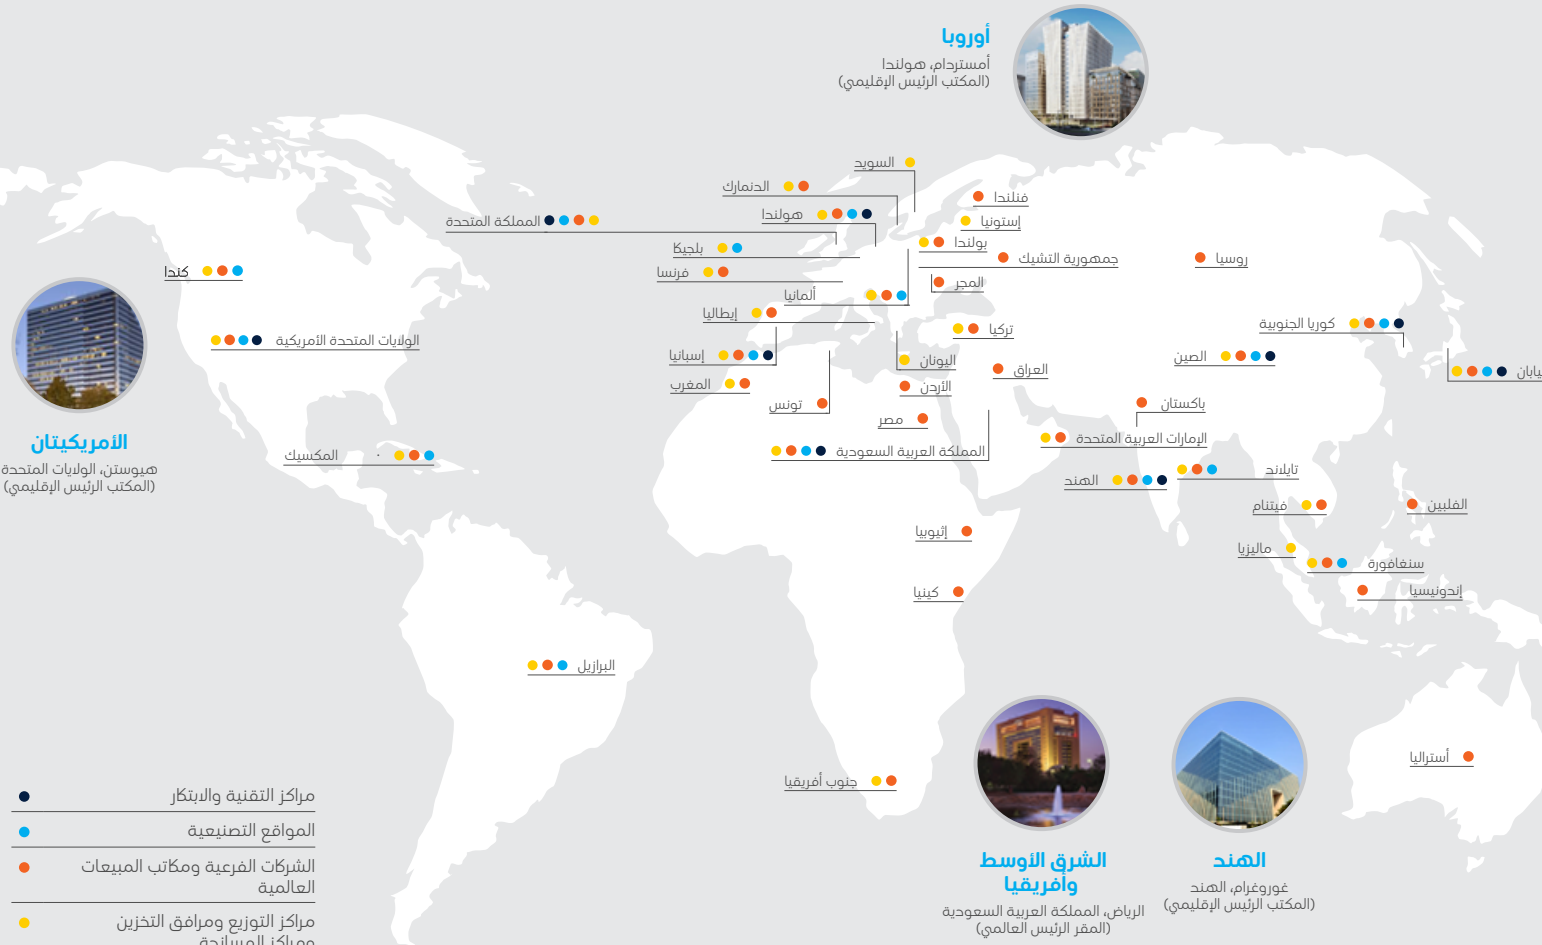 أوروبا
أمستردام، هولندا
(المكتب الرئيس الإقليمي)
السويد
الدنمارك
فنلندا
هولندا
إستونيا
المملكة المتحدة
بولندا
بلجيكا
جمهورية التشيك
روسيا
كندا
فرنسا
المجر
ألمانيا
إيطاليا
كوريا الجنوبية
تركيا
الولايات المتحدة الأمريكية
إسبانيا
اليونان
الصين
العراق
المغرب
الأردن
تونس
باكستان
مصر
الإمارات العربية المتحدة
المملكة العربية السعودية
الأمريكيتان
هيوستن، الولايات المتحدة
(المكتب الرئيس الإقليمي)
المكسيك
تايلاند
الهند
فيتنام
الفلبين
إثيوبيا
ماليزيا
سنغافورة
إندونيسيا
كينيا
البرازيل
أستراليا
جنوب أفريقيا
الهند
غوروغرام، الهند
(المكتب الرئيس الإقليمي)
الشرق الأوسط
وأفريقيا
الرياض، المملكة العربية السعودية
(المقر الرئيس العالمي)
مراكز التقنية والابتكار
المواقع التصنيعية
الشركات الفرعية ومكاتب المبيعات
العالمية
مراكز التوزيع ومرافق التخزين